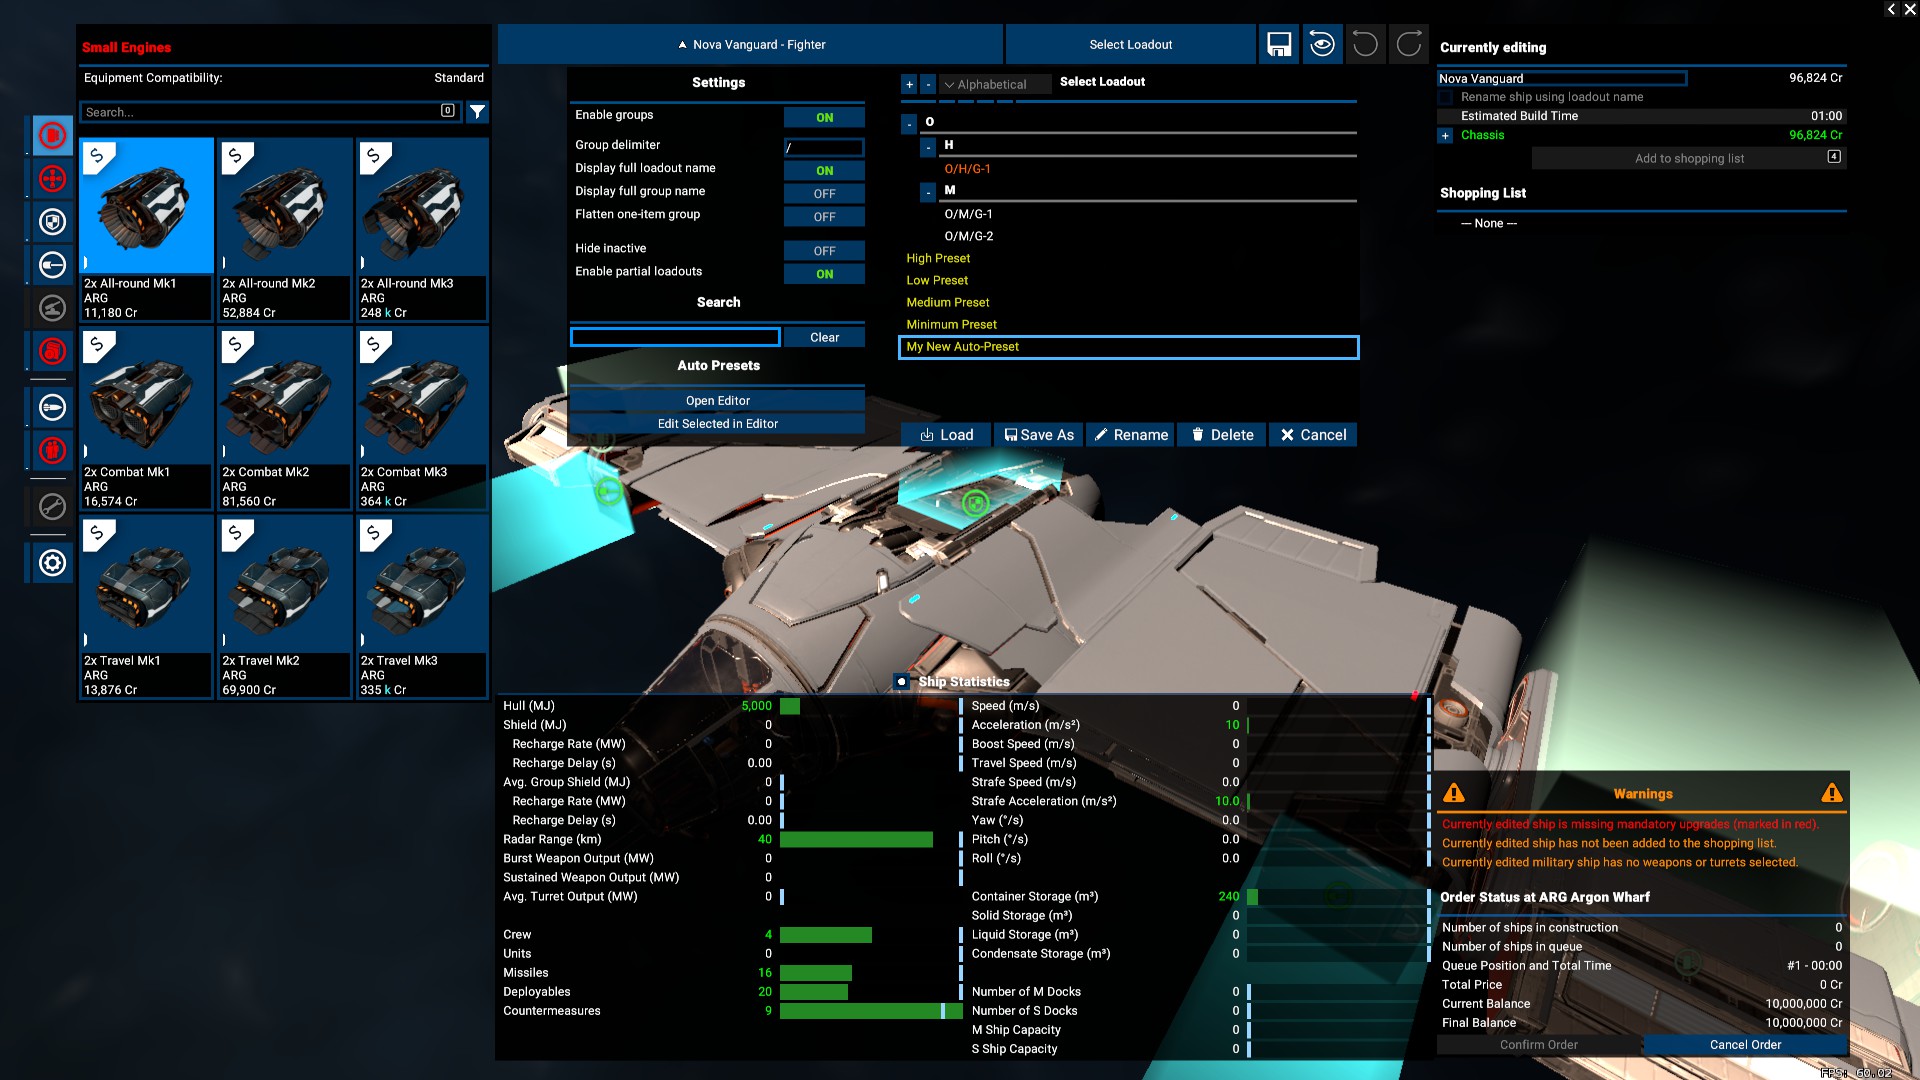 Small Engines
Equipment Compatibility: Standard
Search... 0
2x All-round Mk1
ARG
11,180 Cr
2x All-round Mk2
ARG
52,884 Cr
2x All-round Mk3
ARG
248 k Cr
2x Combat Mk1
ARG
16,574 Cr
2x Combat Mk2
ARG
81,560 Cr
2x Combat Mk3
ARG
364 k Cr
2x Travel Mk1
ARG
13,876 Cr
2x Travel Mk2
ARG
69,900 Cr
2x Travel Mk3
ARG
335 k Cr
Nova Vanguard - Fighter
Select Loadout
Settings
Enable groups ON
Group delimiter /
Display full loadout name ON
Display full group name OFF
Flatten one-item group OFF
Hide inactive OFF
Enable partial loadouts ON
Search
Clear
Auto Presets
Open Editor
Edit Selected in Editor
+ - Alphabetical Select Loadout
- O
- H
O/H/G-1
- M
O/M/G-1
O/M/G-2
High Preset
Low Preset
Medium Preset
Minimum Preset
My New Auto-Preset
Load Save As Rename Delete Cancel
Ship Statistics
Hull (MJ) 5,000
Shield (MJ) 0
Recharge Rate (MW) 0
Recharge Delay (s) 0.00
Avg. Group Shield (MJ) 0
Recharge Rate (MW) 0
Recharge Delay (s) 0.00
Radar Range (km) 40
Burst Weapon Output (MW) 0
Sustained Weapon Output (MW) 0
Avg. Turret Output (MW) 0
Crew 4
Units 0
Missiles 16
Deployables 20
Countermeasures 9
Speed (m/s) 0
Acceleration (m/s²) 10
Boost Speed (m/s) 0
Travel Speed (m/s) 0
Strafe Speed (m/s) 0.0
Strafe Acceleration (m/s²) 10.0
Yaw (°/s) 0.0
Pitch (°/s) 0.0
Roll (°/s) 0.0
Container Storage (m³) 240
Solid Storage (m³) 0
Liquid Storage (m³) 0
Condensate Storage (m³) 0
Number of M Docks 0
Number of S Docks 0
M Ship Capacity 0
S Ship Capacity 0
Currently editing
Nova Vanguard 96,824 Cr
Rename ship using loadout name
Estimated Build Time 01:00
+ Chassis 96,824 Cr
Add to shopping list 4
Shopping List
--- None ---
Warnings
Currently edited ship is missing mandatory upgrades (marked in red).
Currently edited ship has not been added to the shopping list.
Currently edited military ship has no weapons or turrets selected.
Order Status at ARG Argon Wharf
Number of ships in construction 0
Number of ships in queue 0
Queue Position and Total Time #1 - 00:00
Total Price 0 Cr
Current Balance 10,000,000 Cr
Final Balance 10,000,000 Cr
Confirm Order Cancel Order
FPS: 60.02